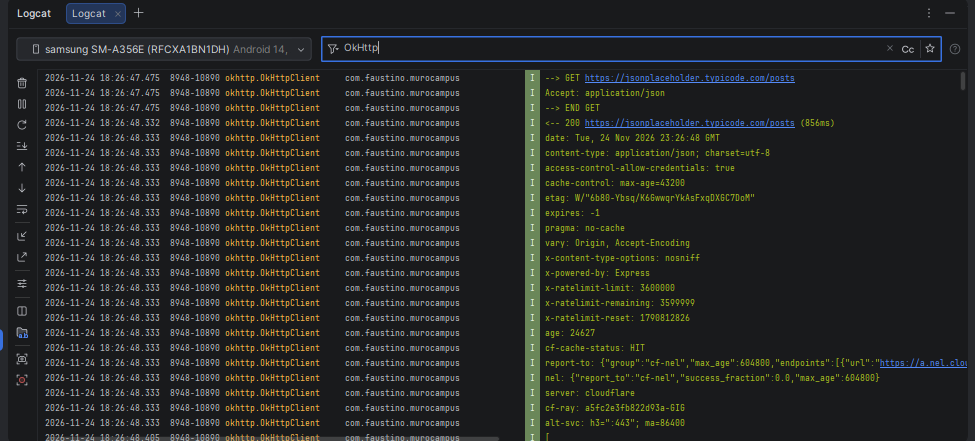 Logcat Logcat × +
samsung SM-A356E (RFCXA1BN1DH) Android 14, OkHttp × Cc
2026-11-24 18:26:47.475 8948-10890 okhttp.OkHttpClient com.faustino.murocampus I --> GET https://jsonplaceholder.typicode.com/posts
2026-11-24 18:26:47.475 8948-10890 okhttp.OkHttpClient com.faustino.murocampus I Accept: application/json
2026-11-24 18:26:47.475 8948-10890 okhttp.OkHttpClient com.faustino.murocampus I --> END GET
2026-11-24 18:26:48.332 8948-10890 okhttp.OkHttpClient com.faustino.murocampus I <-- 200 https://jsonplaceholder.typicode.com/posts (856ms)
2026-11-24 18:26:48.333 8948-10890 okhttp.OkHttpClient com.faustino.murocampus I date: Tue, 24 Nov 2026 23:26:48 GMT
2026-11-24 18:26:48.333 8948-10890 okhttp.OkHttpClient com.faustino.murocampus I content-type: application/json; charset=utf-8
2026-11-24 18:26:48.333 8948-10890 okhttp.OkHttpClient com.faustino.murocampus I access-control-allow-credentials: true
2026-11-24 18:26:48.333 8948-10890 okhttp.OkHttpClient com.faustino.murocampus I cache-control: max-age=43200
2026-11-24 18:26:48.333 8948-10890 okhttp.OkHttpClient com.faustino.murocampus I etag: W/"6b80-Ybsq/K6GwwqrYkAsFxqDXGC7DoM"
2026-11-24 18:26:48.333 8948-10890 okhttp.OkHttpClient com.faustino.murocampus I expires: -1
2026-11-24 18:26:48.333 8948-10890 okhttp.OkHttpClient com.faustino.murocampus I pragma: no-cache
2026-11-24 18:26:48.333 8948-10890 okhttp.OkHttpClient com.faustino.murocampus I vary: Origin, Accept-Encoding
2026-11-24 18:26:48.333 8948-10890 okhttp.OkHttpClient com.faustino.murocampus I x-content-type-options: nosniff
2026-11-24 18:26:48.333 8948-10890 okhttp.OkHttpClient com.faustino.murocampus I x-powered-by: Express
2026-11-24 18:26:48.333 8948-10890 okhttp.OkHttpClient com.faustino.murocampus I x-ratelimit-limit: 3600000
2026-11-24 18:26:48.333 8948-10890 okhttp.OkHttpClient com.faustino.murocampus I x-ratelimit-remaining: 3599999
2026-11-24 18:26:48.333 8948-10890 okhttp.OkHttpClient com.faustino.murocampus I x-ratelimit-reset: 1790812826
2026-11-24 18:26:48.333 8948-10890 okhttp.OkHttpClient com.faustino.murocampus I age: 24627
2026-11-24 18:26:48.333 8948-10890 okhttp.OkHttpClient com.faustino.murocampus I cf-cache-status: HIT
2026-11-24 18:26:48.333 8948-10890 okhttp.OkHttpClient com.faustino.murocampus I report-to: {"group":"cf-nel","max_age":604800,"endpoints":[{"url":"https://a.nel.clou
2026-11-24 18:26:48.333 8948-10890 okhttp.OkHttpClient com.faustino.murocampus I nel: {"report_to":"cf-nel","success_fraction":0.0,"max_age":604800}
2026-11-24 18:26:48.333 8948-10890 okhttp.OkHttpClient com.faustino.murocampus I server: cloudflare
2026-11-24 18:26:48.333 8948-10890 okhttp.OkHttpClient com.faustino.murocampus I cf-ray: a5fc2e3fb822d93a-GIG
2026-11-24 18:26:48.333 8948-10890 okhttp.OkHttpClient com.faustino.murocampus I alt-svc: h3=":443"; ma=86400
2026-11-24 18:26:48.405 8948-10890 okhttp.OkHttpClient com.faustino.murocampus I [